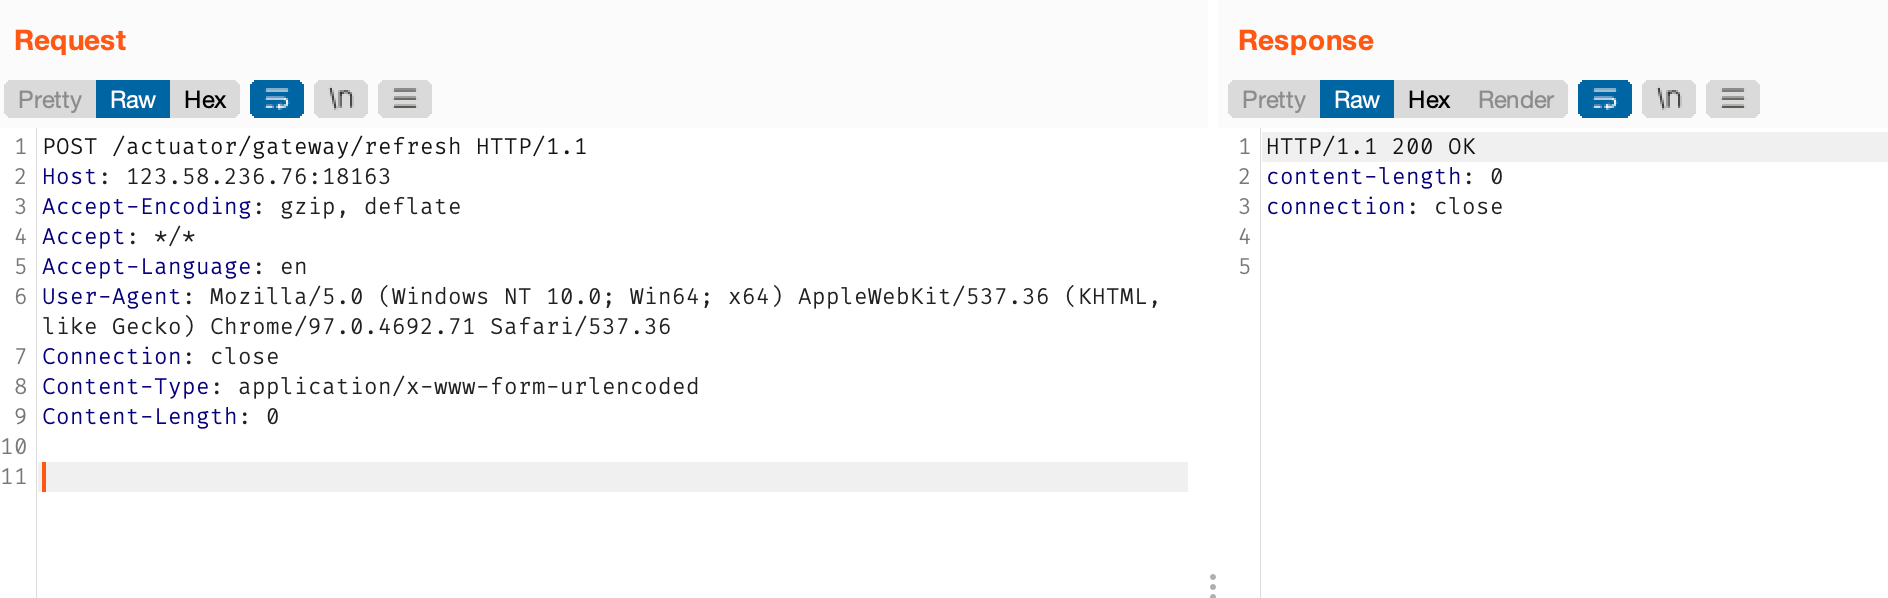 Request
Pretty Raw Hex \n
1 POST /actuator/gateway/refresh HTTP/1.1
2 Host: 123.58.236.76:18163
3 Accept-Encoding: gzip, deflate
4 Accept: */*
5 Accept-Language: en
6 User-Agent: Mozilla/5.0 (Windows NT 10.0; Win64; x64) AppleWebKit/537.36 (KHTML,
like Gecko) Chrome/97.0.4692.71 Safari/537.36
7 Connection: close
8 Content-Type: application/x-www-form-urlencoded
9 Content-Length: 0
10
11
Response
Pretty Raw Hex Render \n
1 HTTP/1.1 200 OK
2 content-length: 0
3 connection: close
4
5